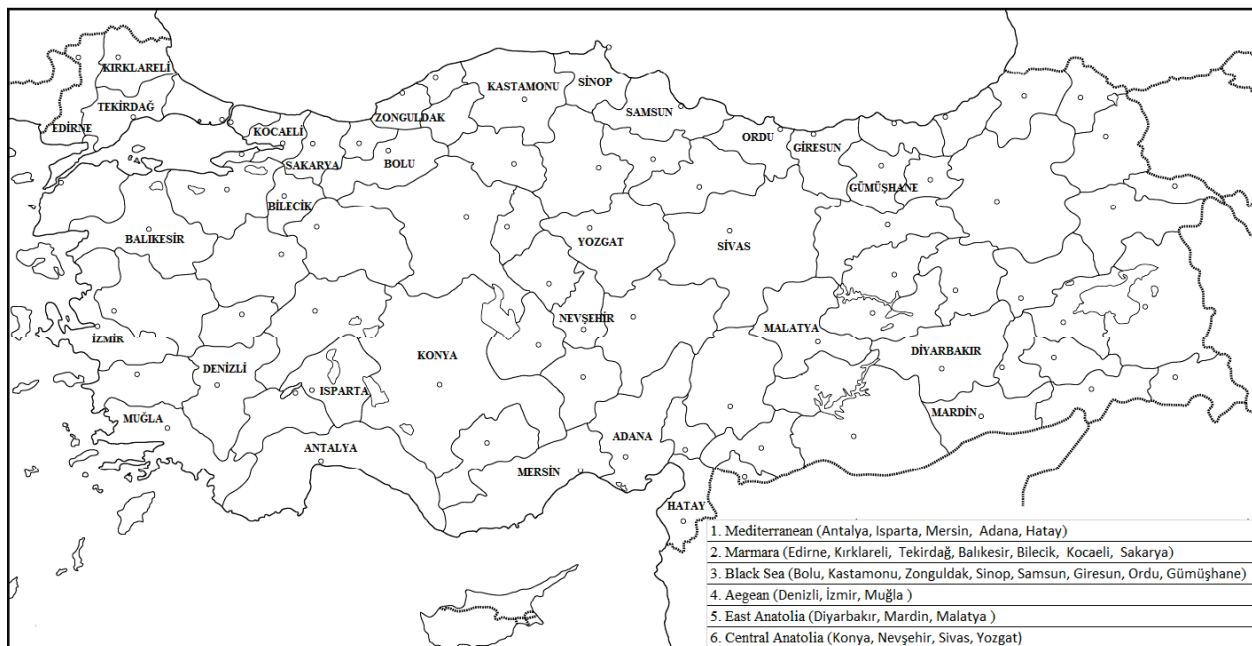 KIRKLARELİ
TEKİRDAĞ
EDİRNE
KOCAELİ
SAKARYA
ZONGULDAK
BOLU
KASTAMONU
SİNOP
SAMSUN
ORDU
GİRESUN
GÜMÜŞHANE
BİLECİK
BALIKESİR
YOZGAT
SİVAS
NEVŞEHİR
MALATYA
İZMİR
DENİZLİ
ISPARTA
KONYA
DİYARBAKIR
MARDİN
MUĞLA
ANTALYA
MERSİN
ADANA
HATAY
1. Mediterranean (Antalya, Isparta, Mersin, Adana, Hatay)
2. Marmara (Edirne, Kırklareli, Tekirdağ, Balıkesir, Bilecik, Kocaeli, Sakarya)
3. Black Sea (Bolu, Kastamonu, Zonguldak, Sinop, Samsun, Giresun, Ordu, Gümüşhane)
4. Aegean (Denizli, İzmir, Muğla )
5. East Anatolia (Diyarbakır, Mardin, Malatya )
6. Central Anatolia (Konya, Nevşehir, Sivas, Yozgat)